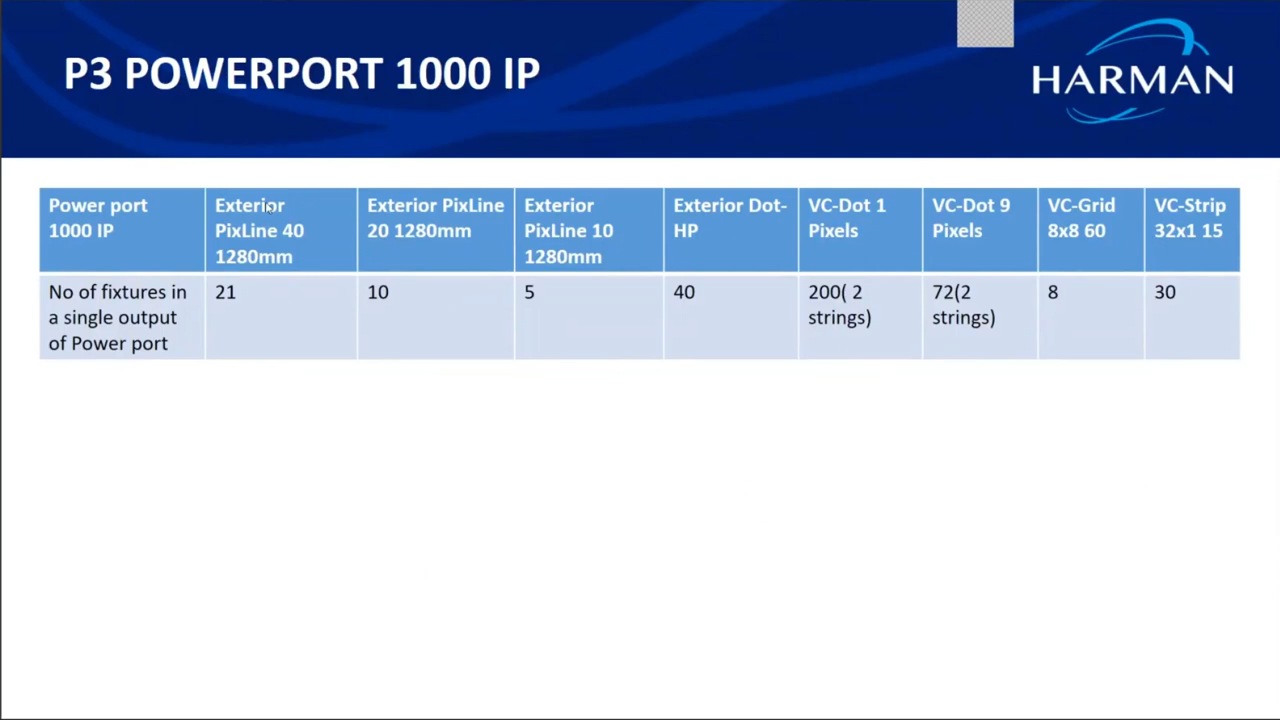 P3 POWERPORT 1000 IP
HARMAN
Power port
1000 IP
Exterior
PixLine 40
1280mm
Exterior PixLine
20 1280mm
Exterior
PixLine 10
1280mm
Exterior Dot-
HP
VC-Dot 1
Pixels
VC-Dot 9
Pixels
VC-Grid
8x8 60
VC-Strip
32x1 15
No of fixtures in
a single output
of Power port
21
10
5
40
200( 2
strings)
72(2
strings)
8
30